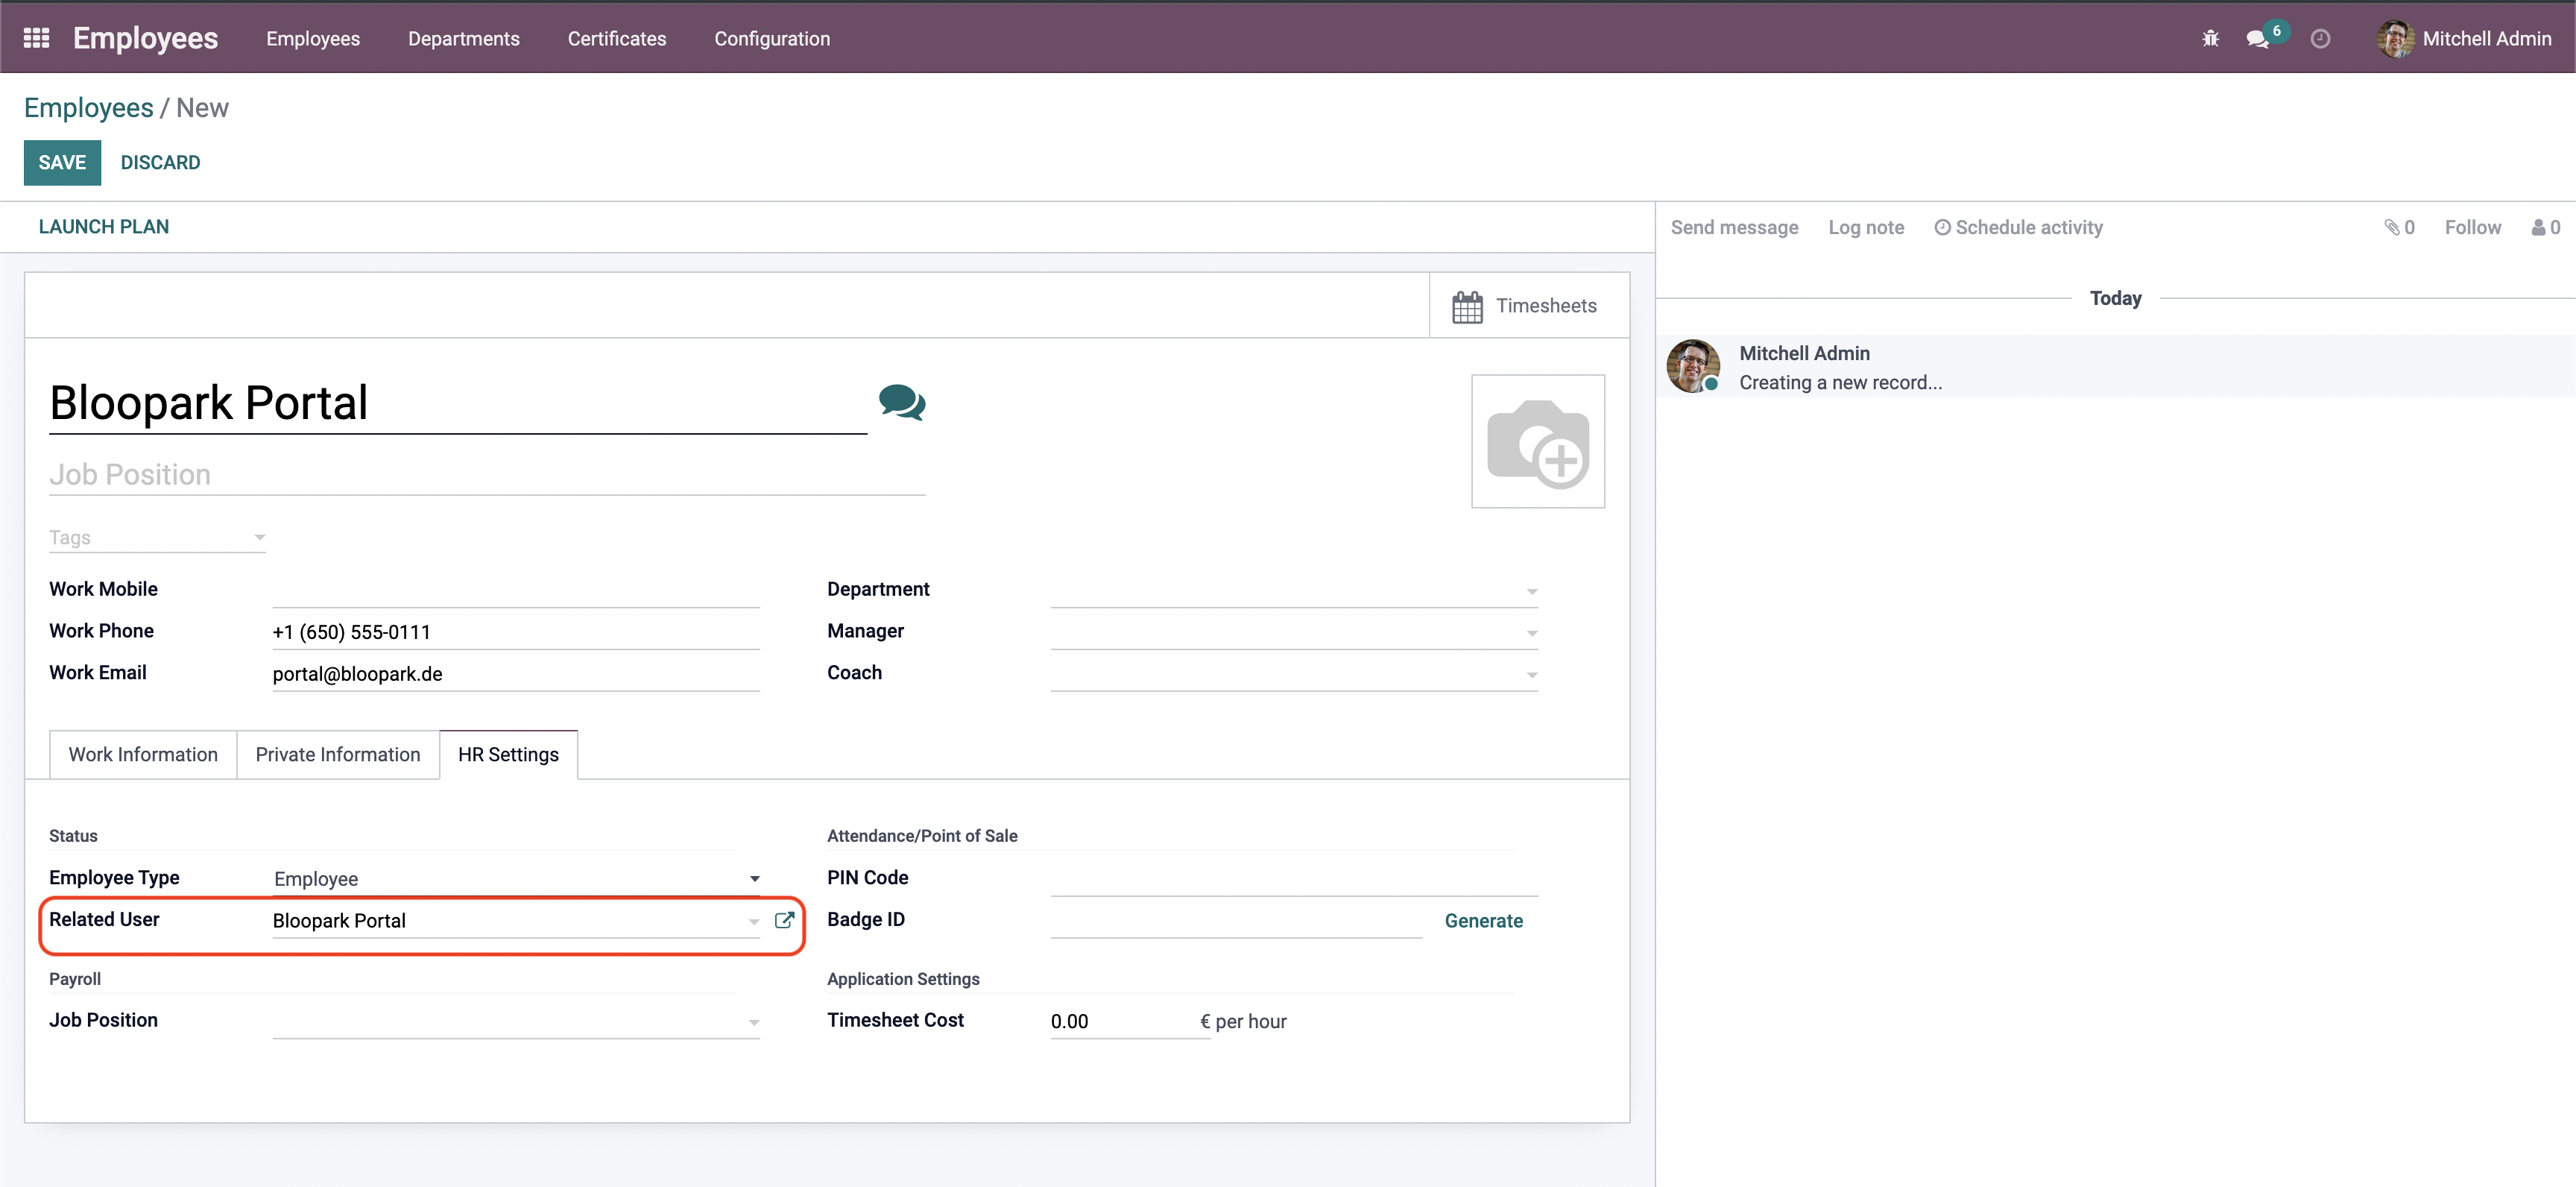 Employees Employees Departments Certificates Configuration 6 Mitchell Admin
Employees / New
SAVE DISCARD
LAUNCH PLAN
Send message Log note Schedule activity 0 Follow 0
Timesheets
Today
Mitchell Admin
Creating a new record...
Bloopark Portal
Job Position
Tags
Work Mobile
Department
Work Phone +1 (650) 555-0111
Manager
Work Email portal@bloopark.de
Coach
Work Information Private Information HR Settings
Status
Attendance/Point of Sale
Employee Type Employee
PIN Code
Related User Bloopark Portal
Badge ID Generate
Payroll
Application Settings
Job Position
Timesheet Cost 0.00 € per hour